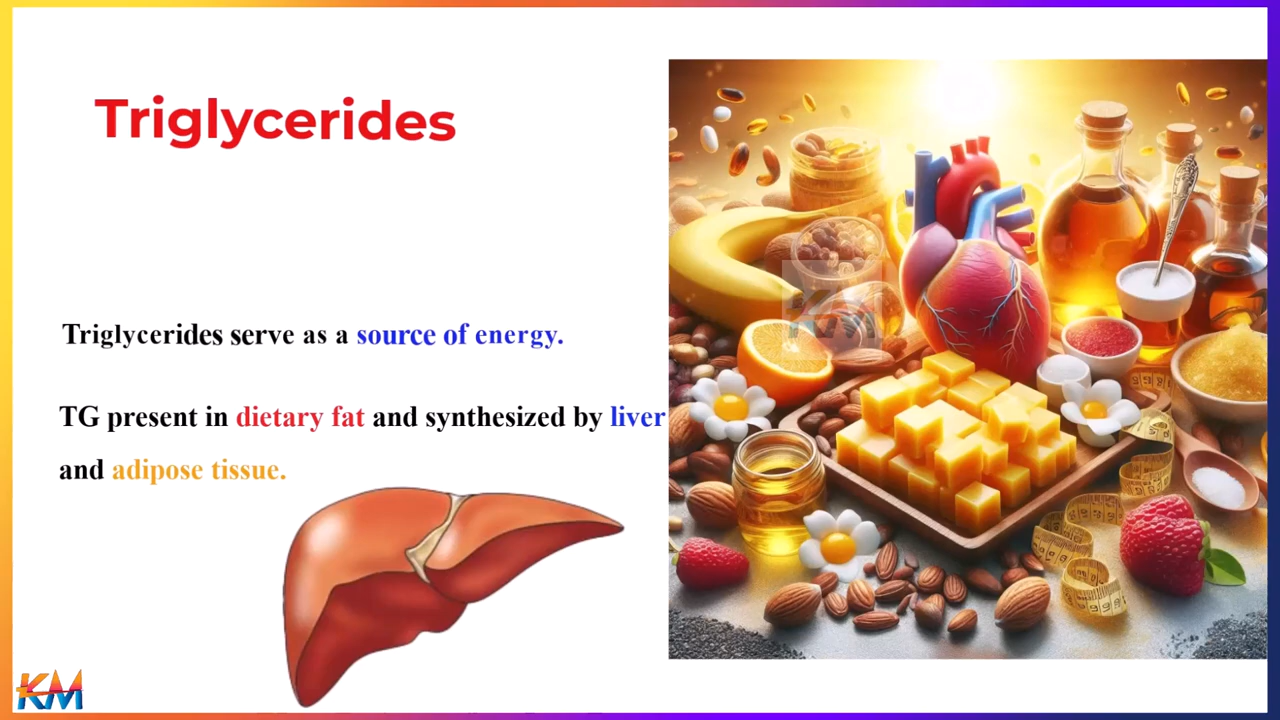 Triglycerides
Triglycerides serve as a source of energy.
TG present in dietary fat and synthesized by liver
and adipose tissue.
KM
KM